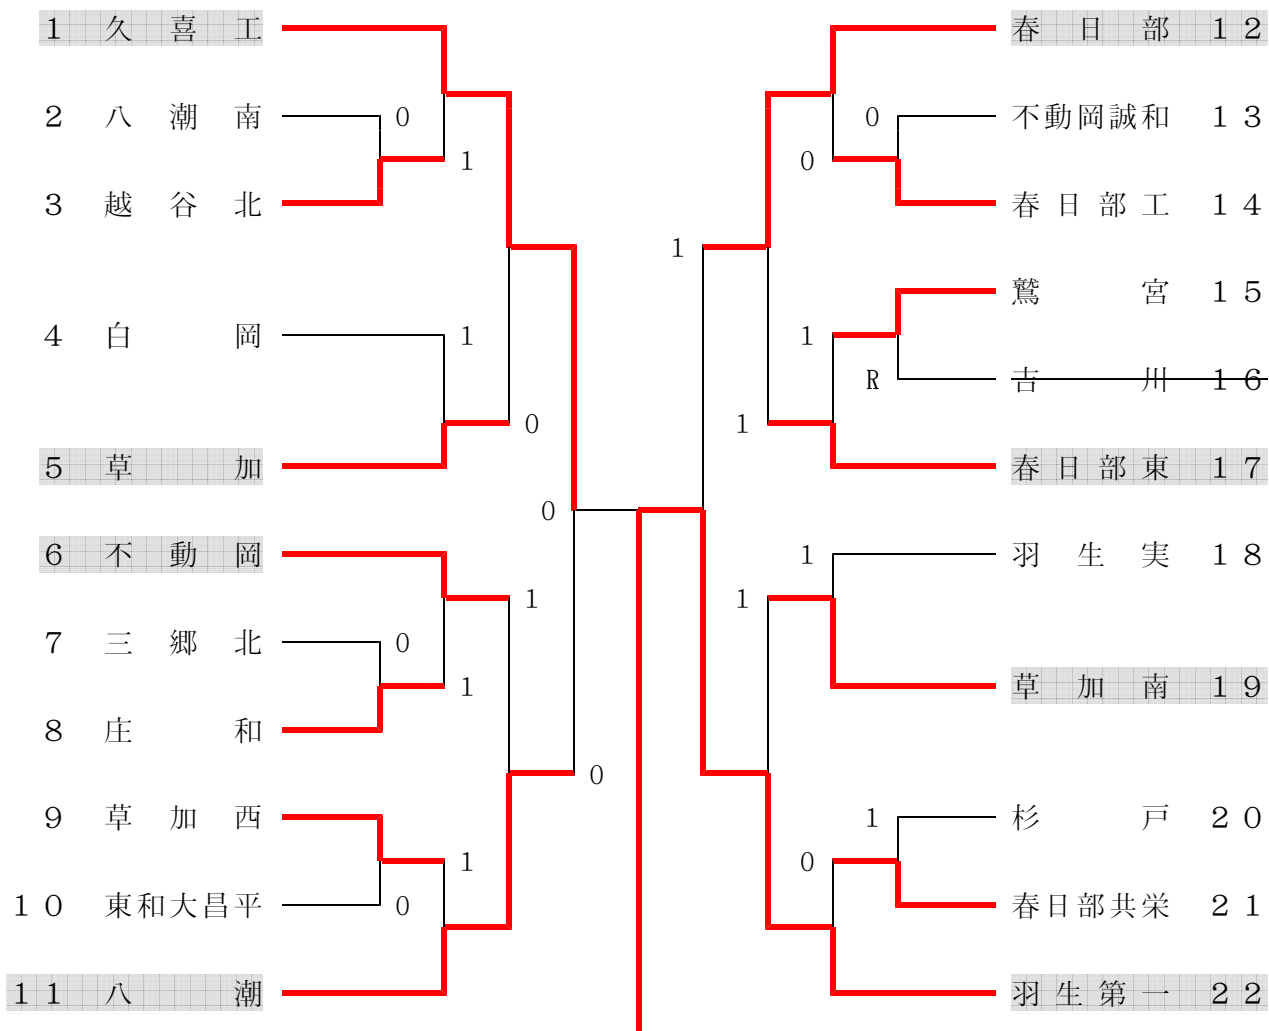 1 久喜工
春日部 12
2 八潮南
0
0
不動岡誠和 13
1
0
3 越谷北
春日部工 14
1
鷲宮 15
4 白岡
1
1
R
吉川 16
0
1
5 草加
春日部東 17
0
6 不動岡
1
羽生実 18
1
1
7 三郷北
0
1
草加南 19
8 庄和
0
9 草加西
1
杉戸 20
1
0
10 東和大昌平
0
春日部共栄 21
11 八潮
羽生第一 22